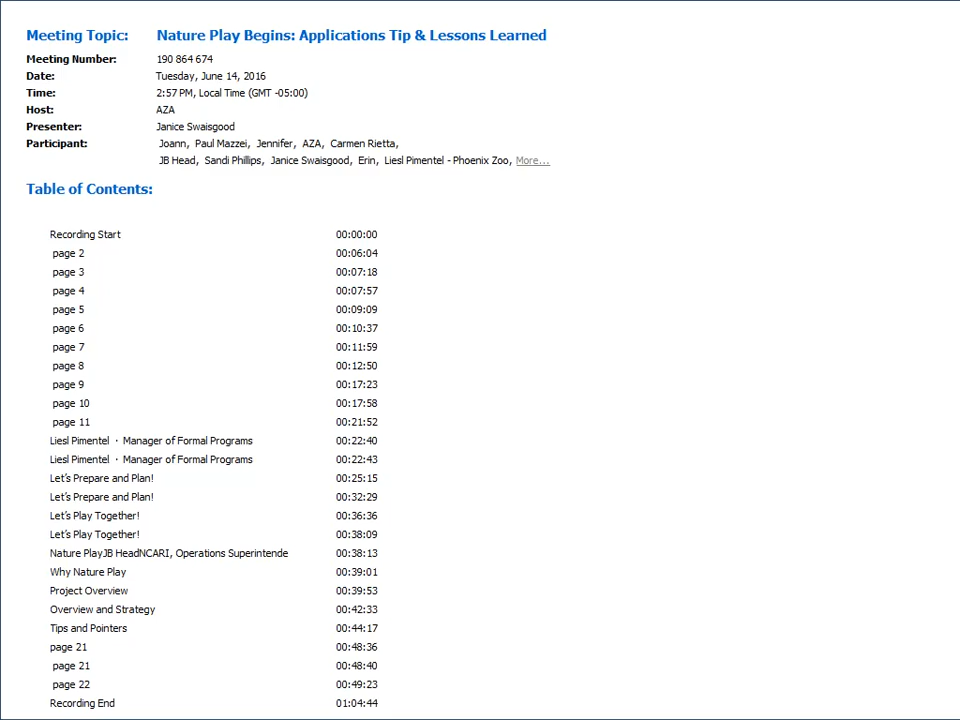 Meeting Topic: Nature Play Begins: Applications Tip & Lessons Learned
Meeting Number: 190 864 674
Date: Tuesday, June 14, 2016
Time: 2:57 PM, Local Time (GMT -05:00)
Host: AZA
Presenter: Janice Swaisgood
Participant: Joann, Paul Mazzei, Jennifer, AZA, Carmen Rietta,
JB Head, Sandi Phillips, Janice Swaisgood, Erin, Liesl Pimentel - Phoenix Zoo, More...
Table of Contents:
Recording Start 00:00:00
page 2 00:06:04
page 3 00:07:18
page 4 00:07:57
page 5 00:09:09
page 6 00:10:37
page 7 00:11:59
page 8 00:12:50
page 9 00:17:23
page 10 00:17:58
page 11 00:21:52
Liesl Pimentel · Manager of Formal Programs 00:22:40
Liesl Pimentel · Manager of Formal Programs 00:22:43
Let's Prepare and Plan! 00:25:15
Let's Prepare and Plan! 00:32:29
Let's Play Together! 00:36:36
Let's Play Together! 00:38:09
Nature PlayJB HeadNCARI, Operations Superintende 00:38:13
Why Nature Play 00:39:01
Project Overview 00:39:53
Overview and Strategy 00:42:33
Tips and Pointers 00:44:17
page 21 00:48:36
page 21 00:48:40
page 22 00:49:23
Recording End 01:04:44